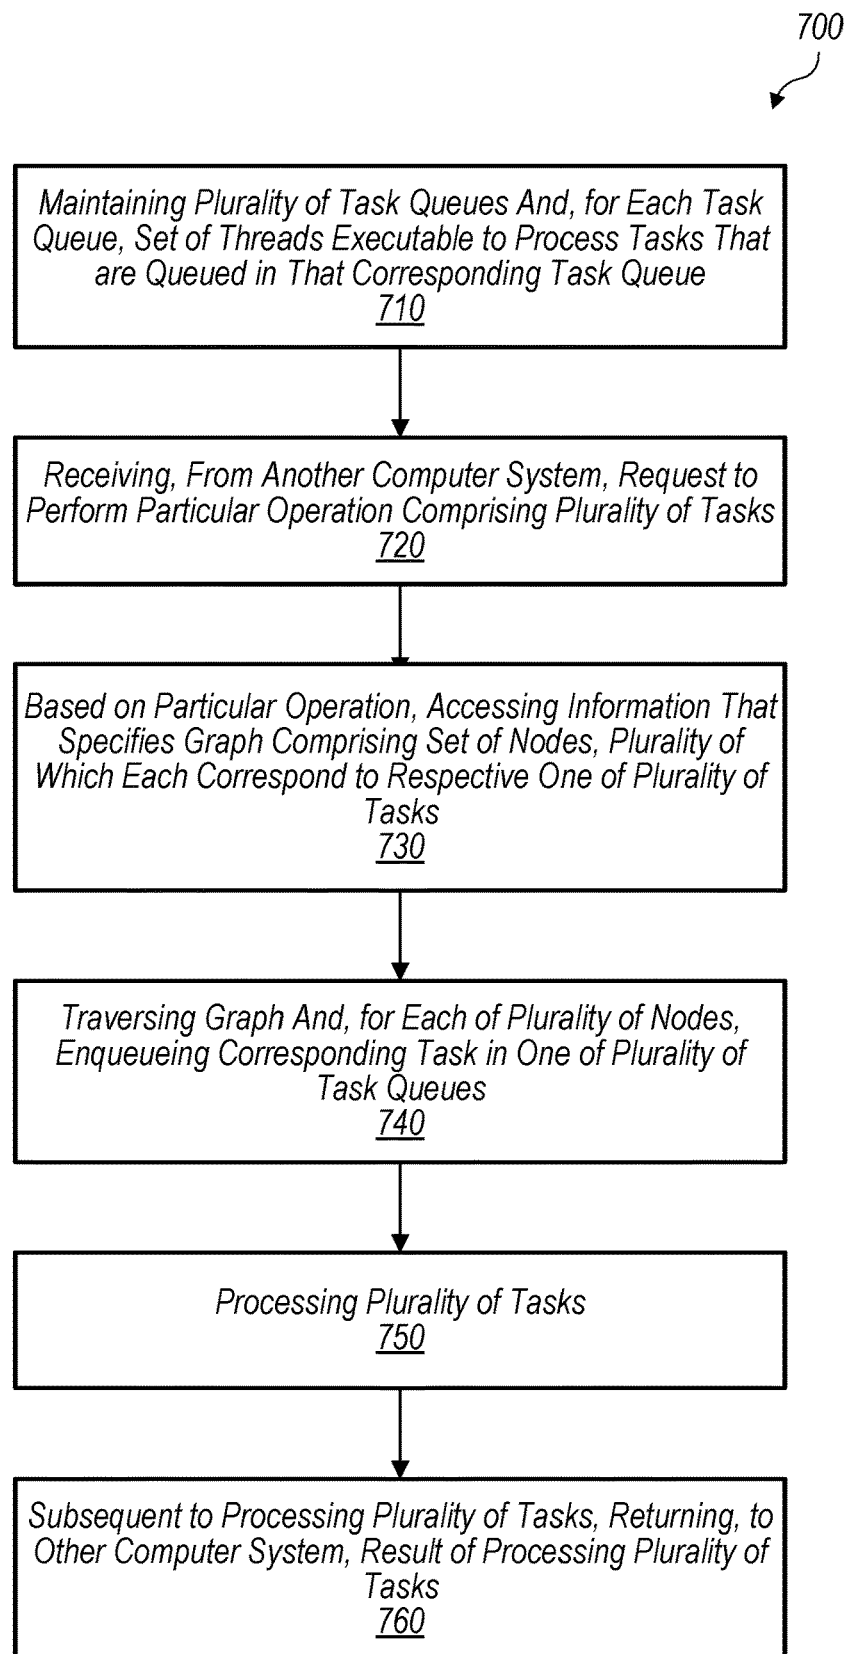 700
Maintaining Plurality of Task Queues And, for Each Task
Queue, Set of Threads Executable to Process Tasks That
are Queued in That Corresponding Task Queue
710
Receiving, From Another Computer System, Request to
Perform Particular Operation Comprising Plurality of Tasks
720
Based on Particular Operation, Accessing Information That
Specifies Graph Comprising Set of Nodes, Plurality of
Which Each Correspond to Respective One of Plurality of
Tasks
730
Traversing Graph And, for Each of Plurality of Nodes,
Enqueueing Corresponding Task in One of Plurality of
Task Queues
740
Processing Plurality of Tasks
750
Subsequent to Processing Plurality of Tasks, Returning, to
Other Computer System, Result of Processing Plurality of
Tasks
760